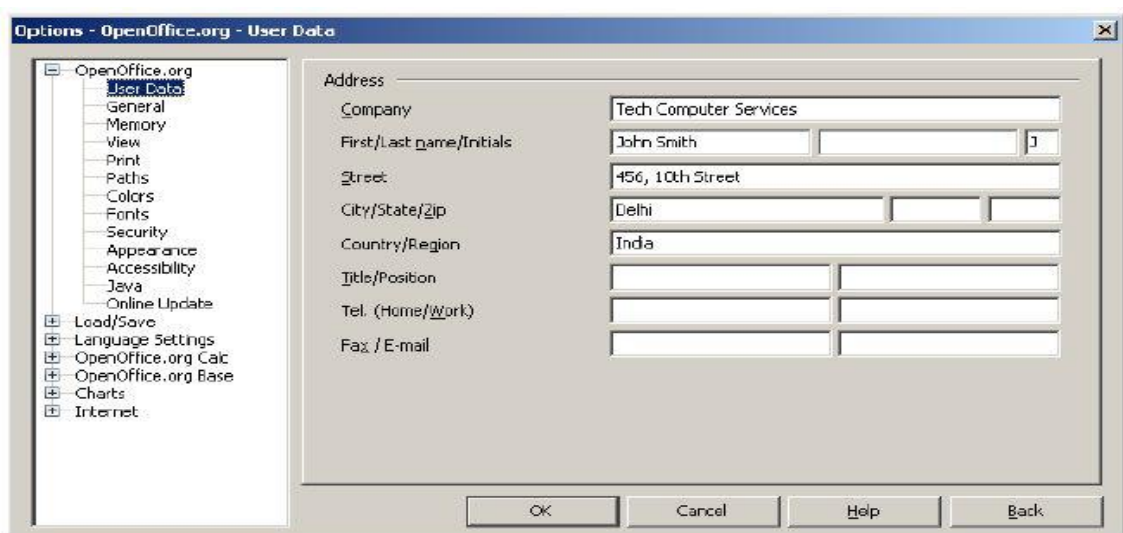 Options - OpenOffice.org - User Data
OpenOffice.org
User Data
General
Memory
View
Print
Paths
Colors
Fonts
Security
Appearance
Accessibility
Java
Online Update
Load/Save
Language Settings
OpenOffice.org Calc
OpenOffice.org Base
Charts
Internet
Address
Company Tech Computer Services
First/Last name/Initials John Smith J
Street 456, 10th Street
City/State/Zip Delhi
Country/Region India
Title/Position
Tel. (Home/Work)
Fax / E-mail
OK Cancel Help Back